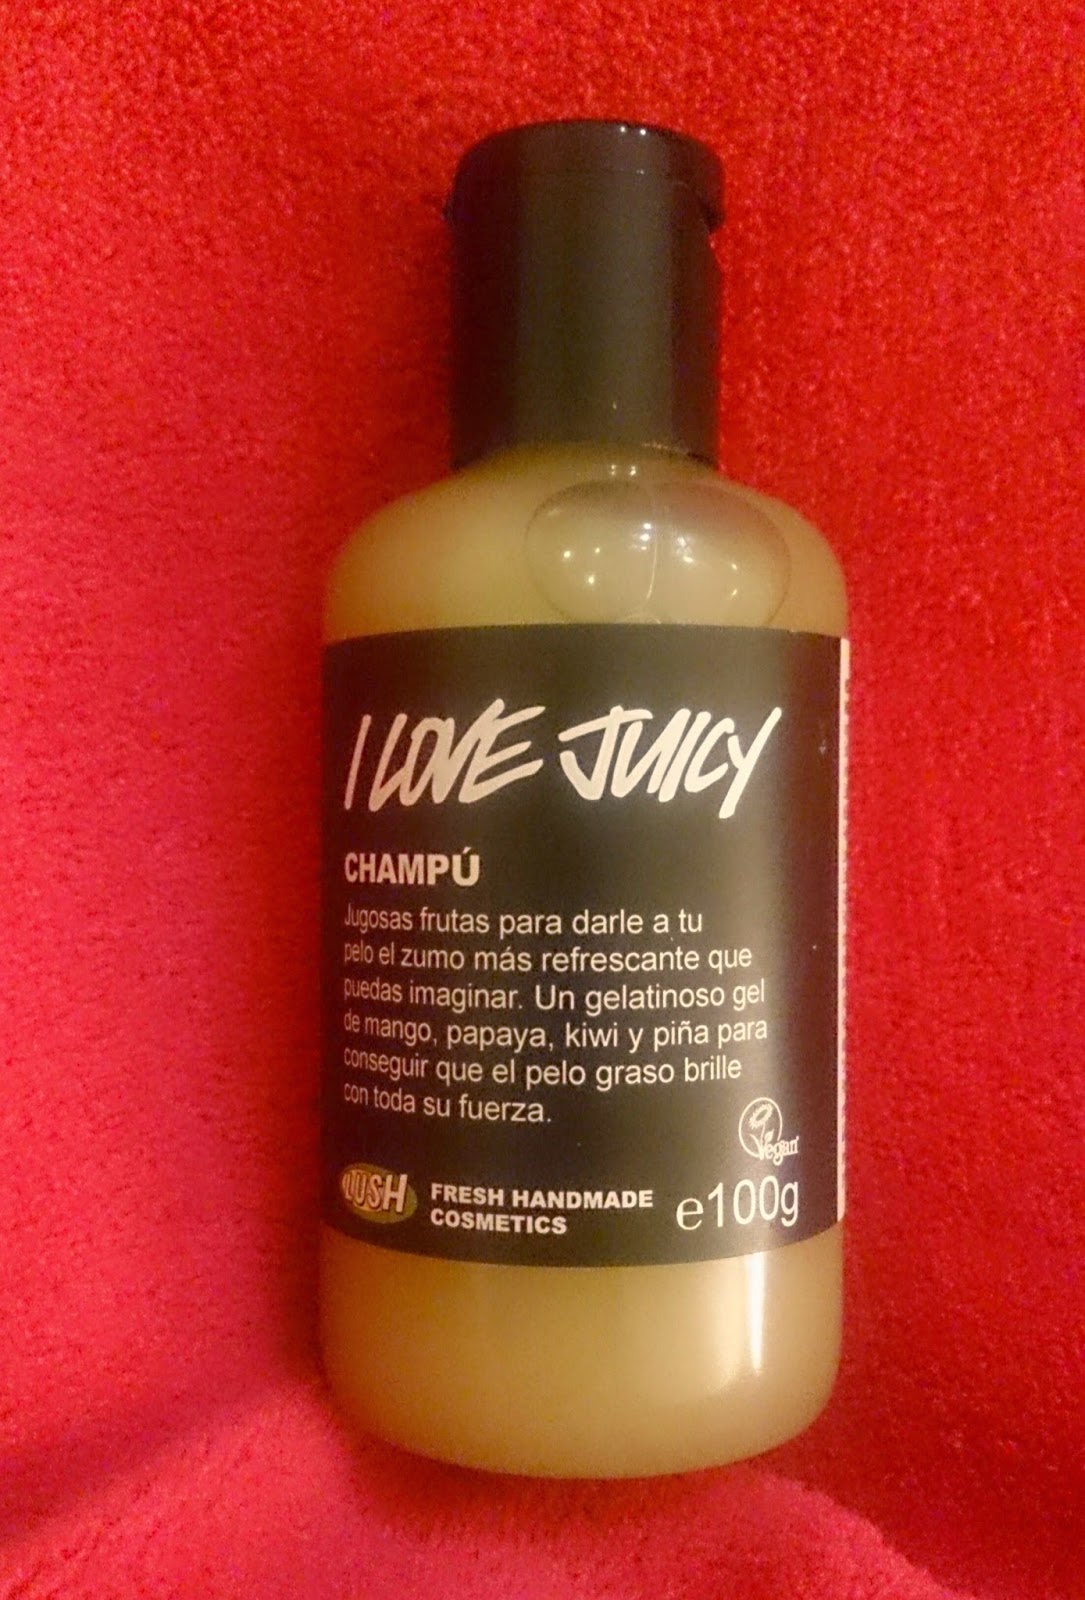 I LOVE JUICY
CHAMPÚ
Jugosas frutas para darle a tu
pelo el zumo más refrescante que
puedas imaginar. Un gelatinoso gel
de mango, papaya, kiwi y piña para
conseguir que el pelo graso brille
con toda su fuerza.
Vegan
LUSH
FRESH HANDMADE
COSMETICS
℮100g